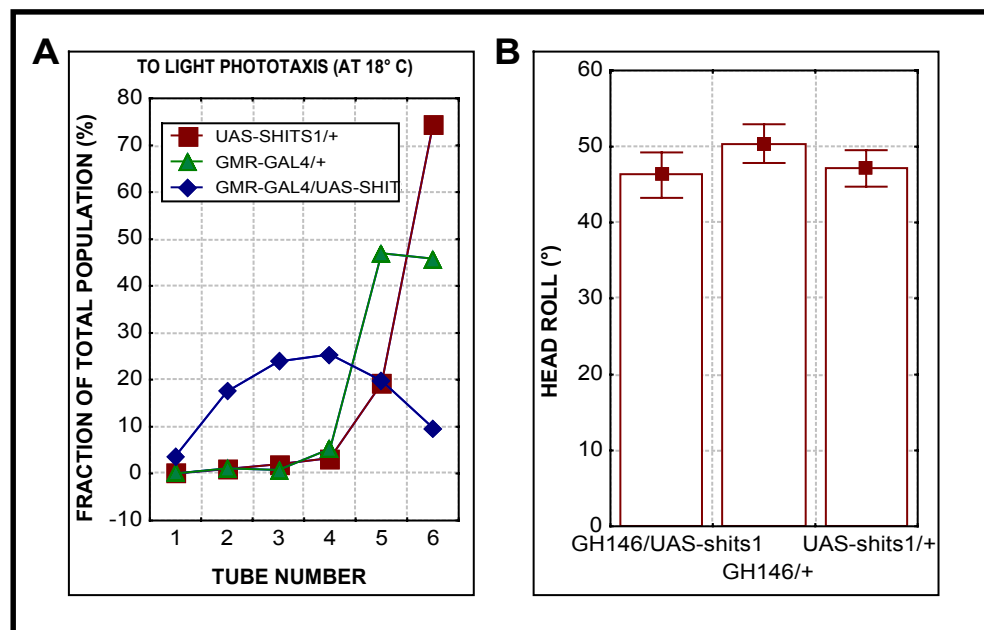 A
TO LIGHT PHOTOTAXIS (AT 18° C)
FRACTION OF TOTAL POPULATION (%)
80
70
60
50
40
30
20
10
0
-10
UAS-SHITS1/+
GMR-GAL4/+
GMR-GAL4/UAS-SHIT
1 2 3 4 5 6
TUBE NUMBER
B
HEAD ROLL (°)
60
50
40
30
20
10
0
GH146/UAS-shits1 UAS-shits1/+
GH146/+